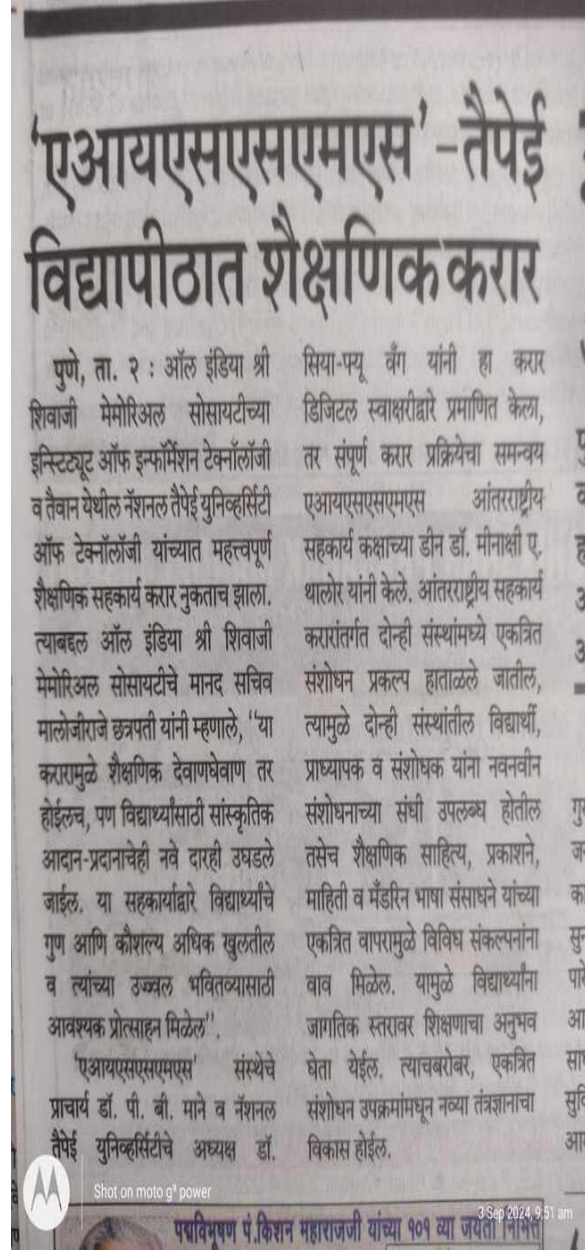 'एआयएसएसएमएस'-तैपेई
विद्यापीठात शैक्षणिक करार
पुणे, ता. २ : ऑल इंडिया श्री
शिवाजी मेमोरिअल सोसायटीच्या
इन्स्टिट्यूट ऑफ इन्फॉर्मेशन टेक्नॉलॉजी
व तैवान येथील नॅशनल तैपेई युनिव्हर्सिटी
ऑफ टेक्नॉलॉजी यांच्यात महत्त्वपूर्ण
शैक्षणिक सहकार्य करार नुकताच झाला.
त्याबद्दल ऑल इंडिया श्री शिवाजी
मेमोरिअल सोसायटीचे मानद सचिव
मालोजीराजे छत्रपती यांनी म्हणाले, "या
करारामुळे शैक्षणिक देवाणघेवाण तर
होईलच, पण विद्यार्थ्यांसाठी सांस्कृतिक
आदान-प्रदानाचेही नवे दारही उघडले
जाईल. या सहकार्याद्वारे विद्यार्थ्यांचे
गुण आणि कौशल्य अधिक खुलतील
व त्यांच्या उज्ज्वल भवितव्यासाठी
आवश्यक प्रोत्साहन मिळेल".
'एआयएसएसएमएस' संस्थेचे
प्राचार्य डॉ. पी. बी. माने व नॅशनल
तैपेई युनिव्हर्सिटीचे अध्यक्ष डॉ.
सिया-फ्यू वँग यांनी हा करार
डिजिटल स्वाक्षरीद्वारे प्रमाणित केला,
तर संपूर्ण करार प्रक्रियेचा समन्वय
एआयएसएसएमएस आंतरराष्ट्रीय
सहकार्य कक्षाच्या डीन डॉ. मीनाक्षी ए.
थालोर यांनी केले. आंतरराष्ट्रीय सहकार्य
करारांतर्गत दोन्ही संस्थांमध्ये एकत्रित
संशोधन प्रकल्प हाताळले जातील,
त्यामुळे दोन्ही संस्थांतील विद्यार्थी,
प्राध्यापक व संशोधक यांना नवनवीन
संशोधनाच्या संधी उपलब्ध होतील
तसेच शैक्षणिक साहित्य, प्रकाशने,
माहिती व मँडरिन भाषा संसाधने यांच्या
एकत्रित वापरामुळे विविध संकल्पनांना
वाव मिळेल. यामुळे विद्यार्थ्यांना
जागतिक स्तरावर शिक्षणाचा अनुभव
घेता येईल. त्याचबरोबर, एकत्रित
संशोधन उपक्रमांमधून नव्या तंत्रज्ञानाचा
विकास होईल.
Shot on moto g⁹ power
3 Sep 2024, 9:51 am
पद्मविभूषण पं.किशन महाराजजी यांच्या १०१ व्या जयंती निमित्त